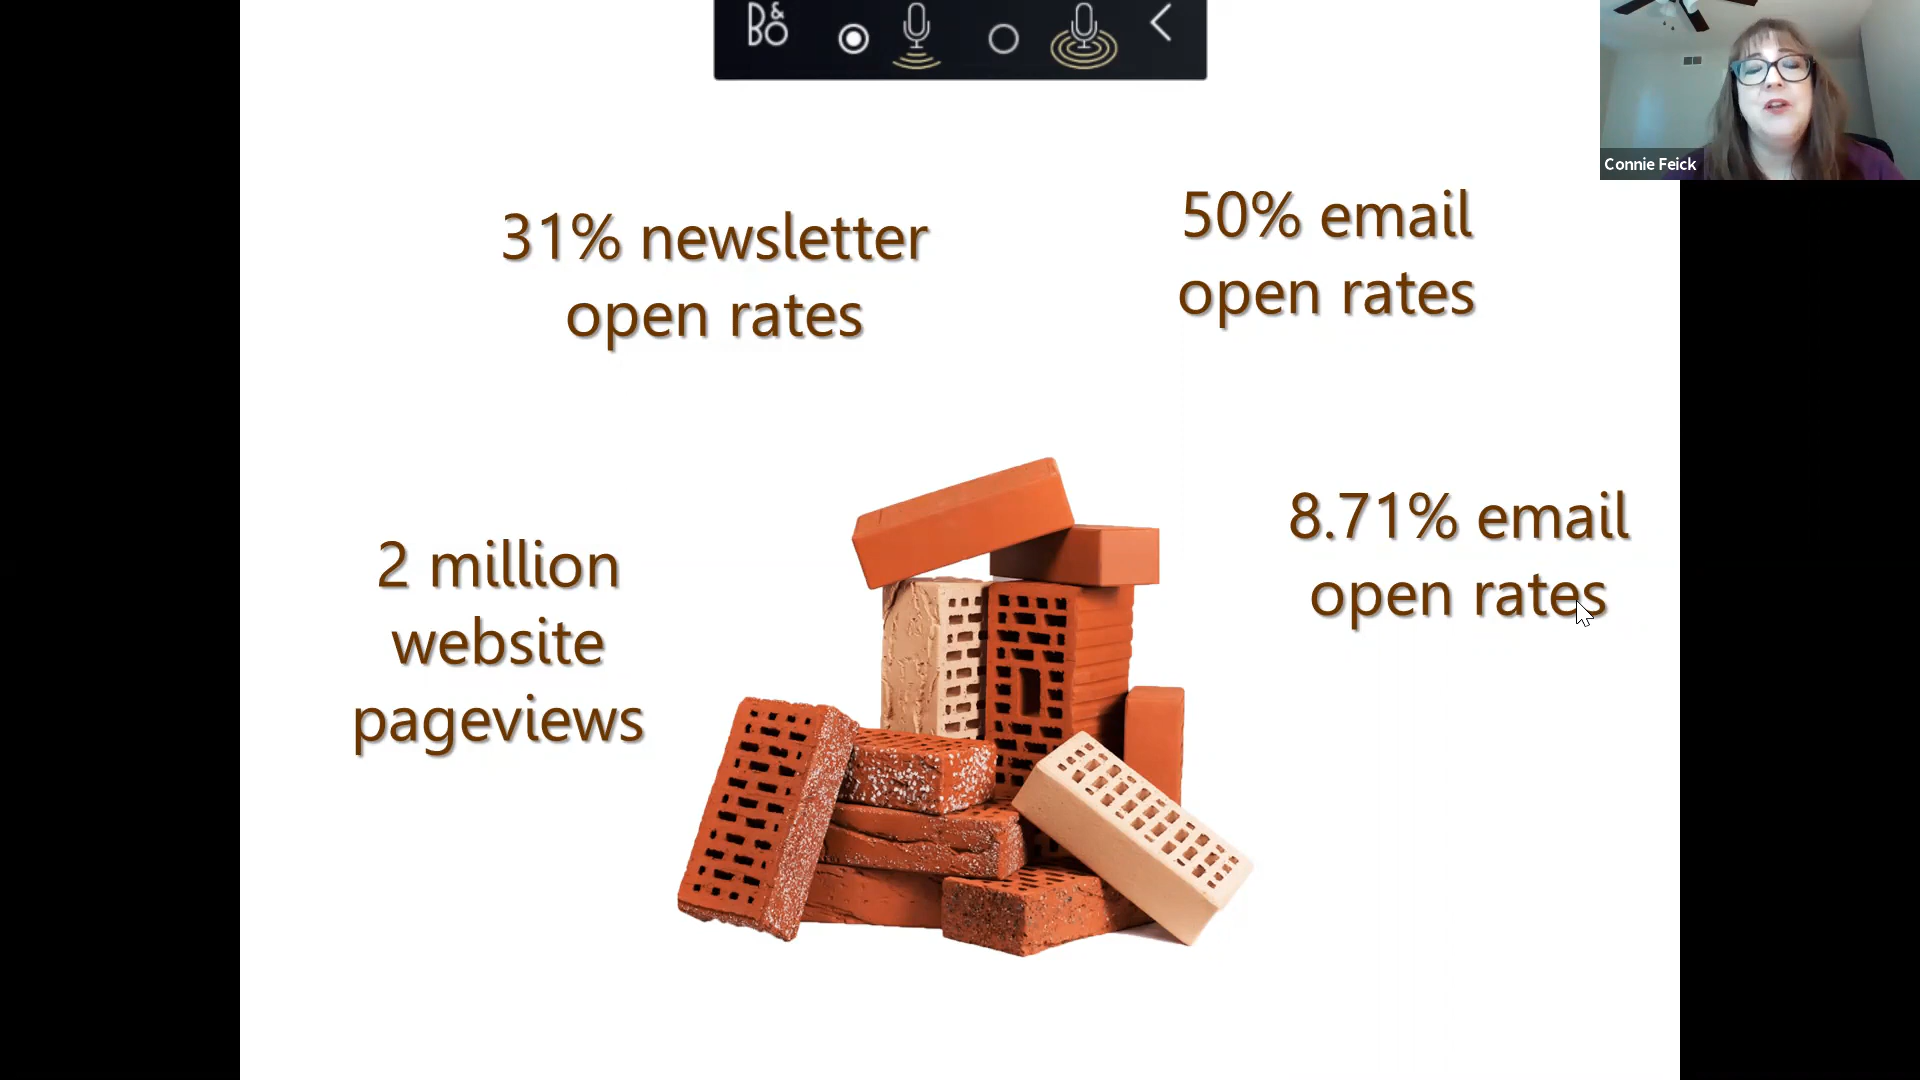 B&O
Connie Feick
31% newsletter
open rates
50% email
open rates
2 million
website
pageviews
8.71% email
open rates